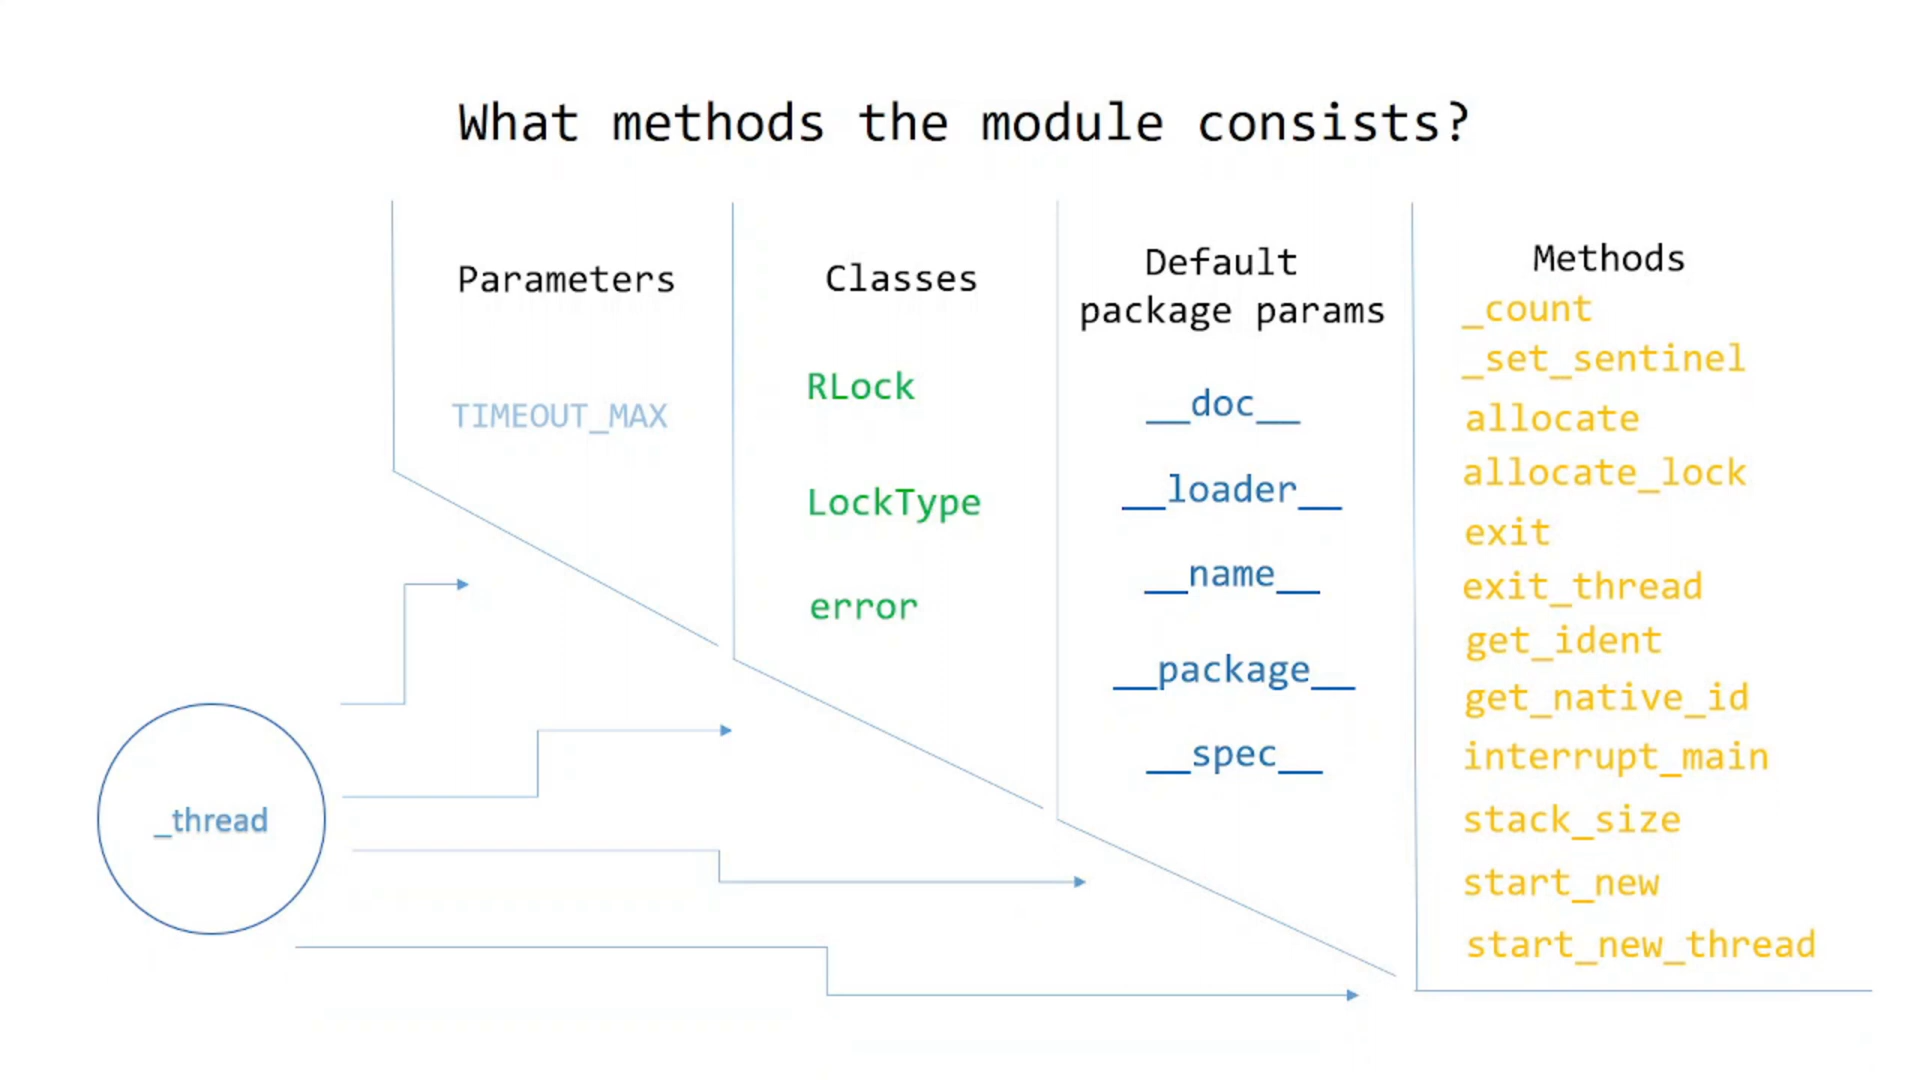 What methods the module consists?
Parameters
TIMEOUT_MAX
Classes
RLock
LockType
error
Default
package params
__doc__
__loader__
__name__
__package__
__spec__
Methods
_count
_set_sentinel
allocate
allocate_lock
exit
exit_thread
get_ident
get_native_id
interrupt_main
stack_size
start_new
start_new_thread
_thread